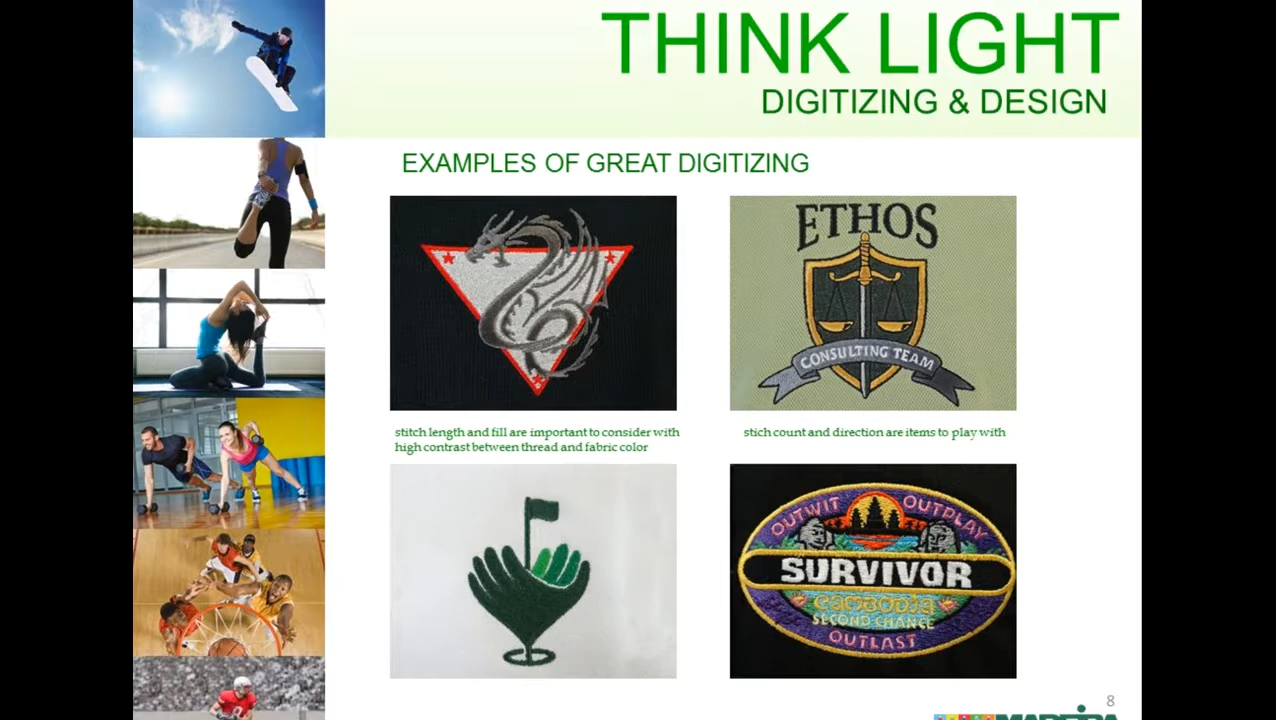 THINK LIGHT
DIGITIZING & DESIGN
EXAMPLES OF GREAT DIGITIZING
ETHOS
CONSULTING TEAM
stitch length and fill are important to consider with
high contrast between thread and fabric color
stich count and direction are items to play with
OUTWIT OUTPLAY
SURVIVOR
CAMBODIA
SECOND CHANCE
OUTLAST
8
MADEIRA